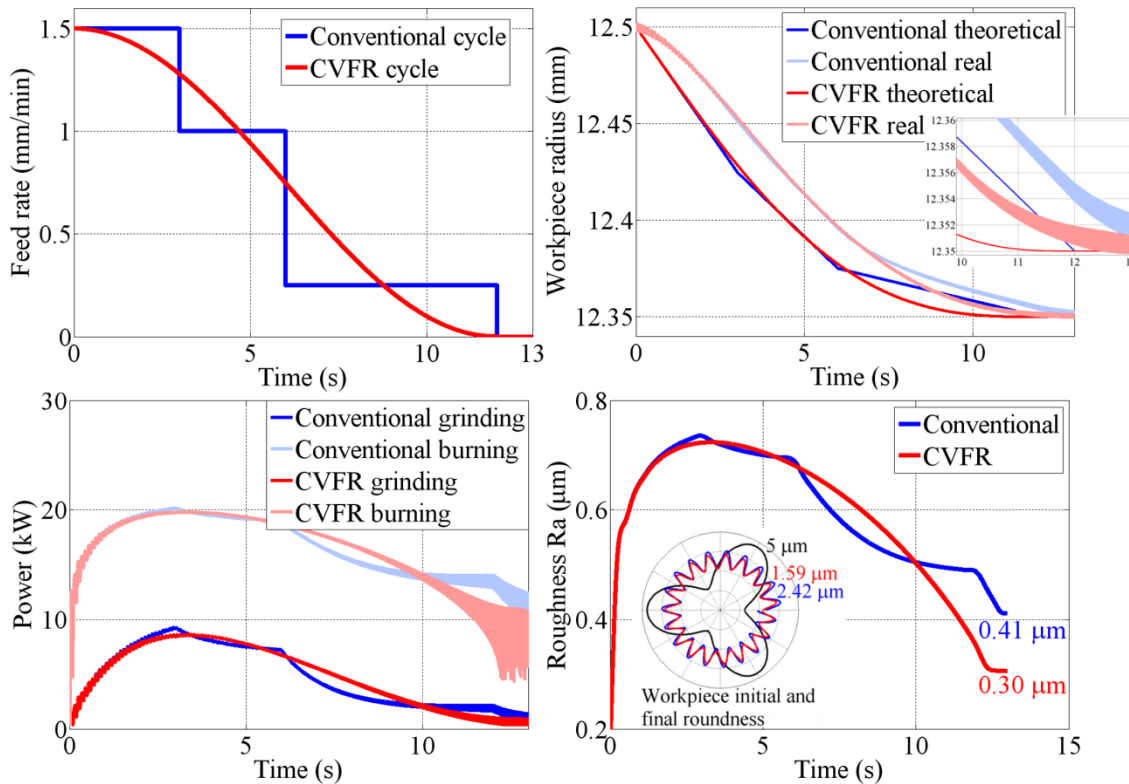 1.5
1
0.5
0
0
5
10
13
Feed rate (mm/min)
Time (s)
Conventional cycle
CVFR cycle
12.5
12.45
12.4
12.35
0
5
10
Workpiece radius (mm)
Time (s)
Conventional theoretical
Conventional real
CVFR theoretical
CVFR real
12.36
12.358
12.356
12.354
12.352
12.35
10
11
12
13
30
20
10
0
0
5
10
Power (kW)
Time (s)
Conventional grinding
Conventional burning
CVFR grinding
CVFR burning
0.8
0.6
0.4
0.2
0
5
10
15
Roughness Ra (µm)
Time (s)
Conventional
CVFR
5 µm
1.59 µm
2.42 µm
0.41 µm
0.30 µm
Workpiece initial and
final roundness